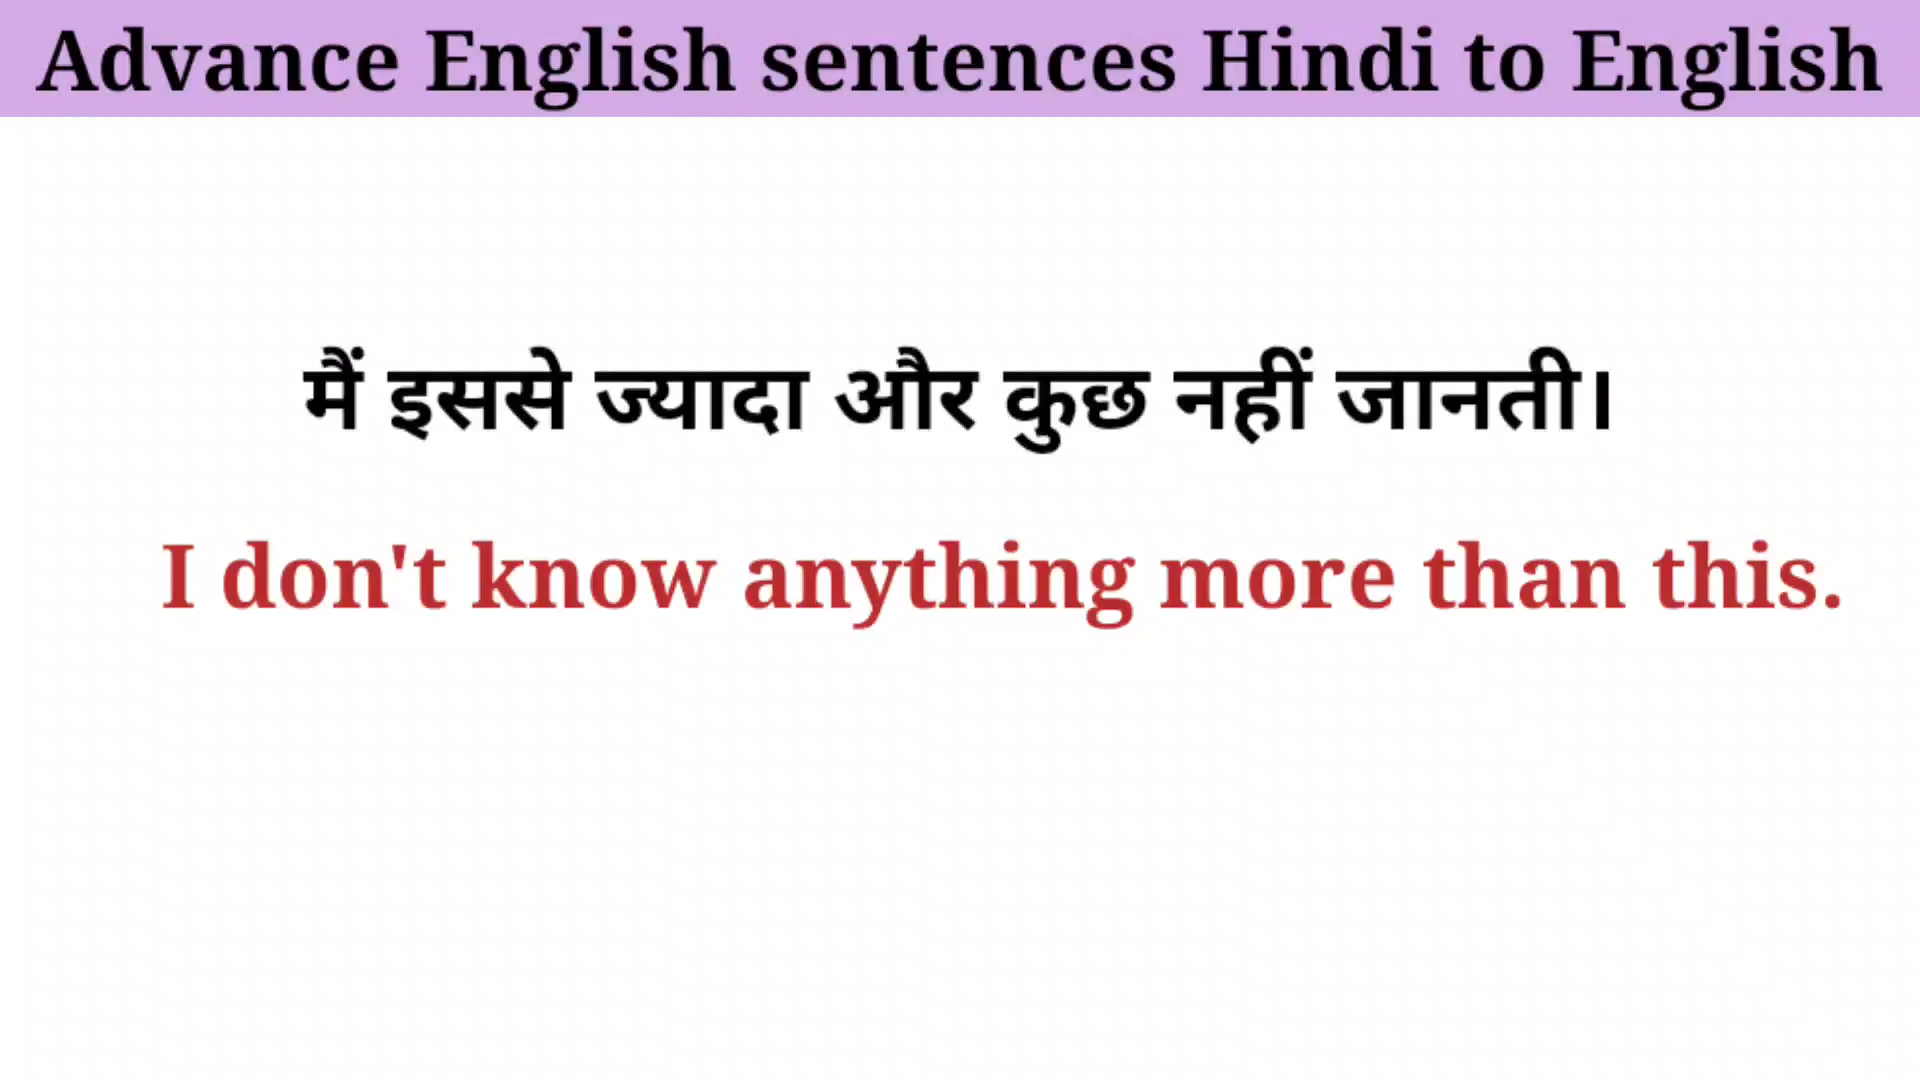 Advance English sentences Hindi to English
मैं इससे ज्यादा और कुछ नहीं जानती।
I don't know anything more than this.